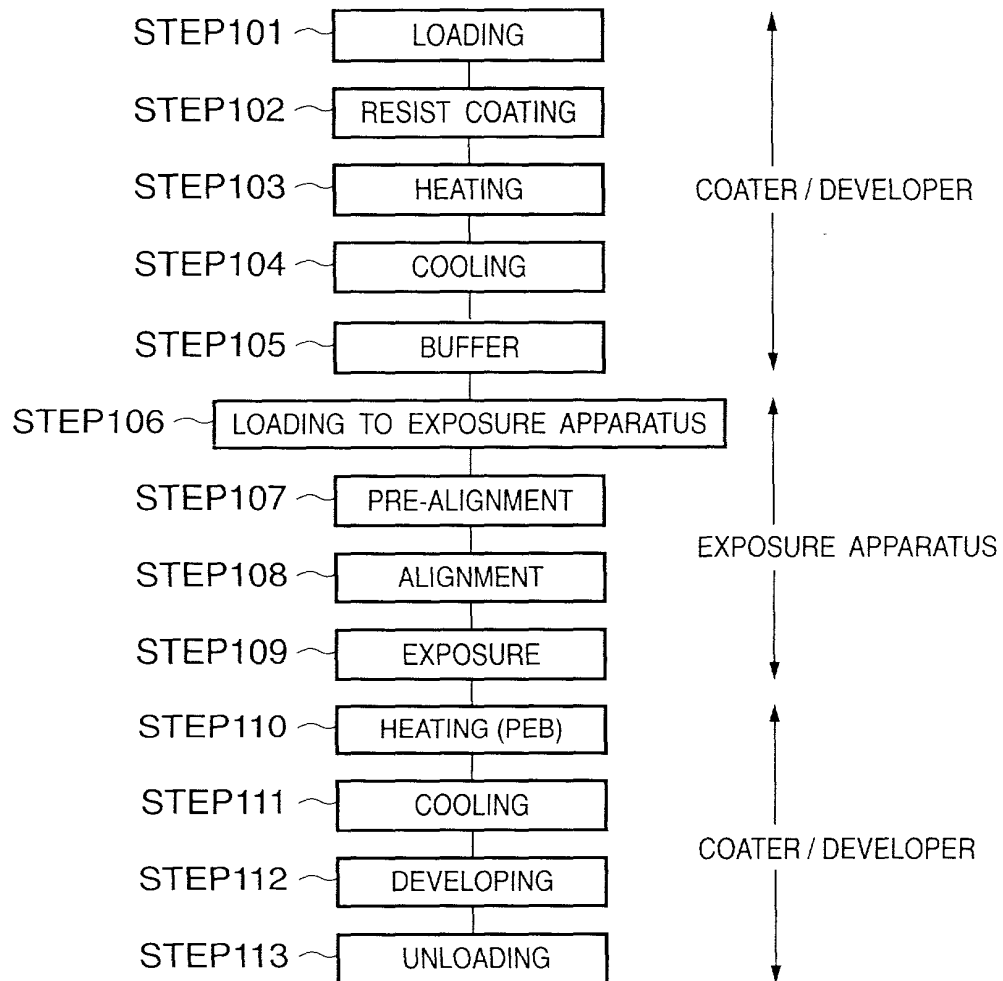 STEP101 LOADING
STEP102 RESIST COATING
STEP103 HEATING
COATER / DEVELOPER
STEP104 COOLING
STEP105 BUFFER
STEP106 LOADING TO EXPOSURE APPARATUS
STEP107 PRE-ALIGNMENT
EXPOSURE APPARATUS
STEP108 ALIGNMENT
STEP109 EXPOSURE
STEP110 HEATING (PEB)
STEP111 COOLING
COATER / DEVELOPER
STEP112 DEVELOPING
STEP113 UNLOADING